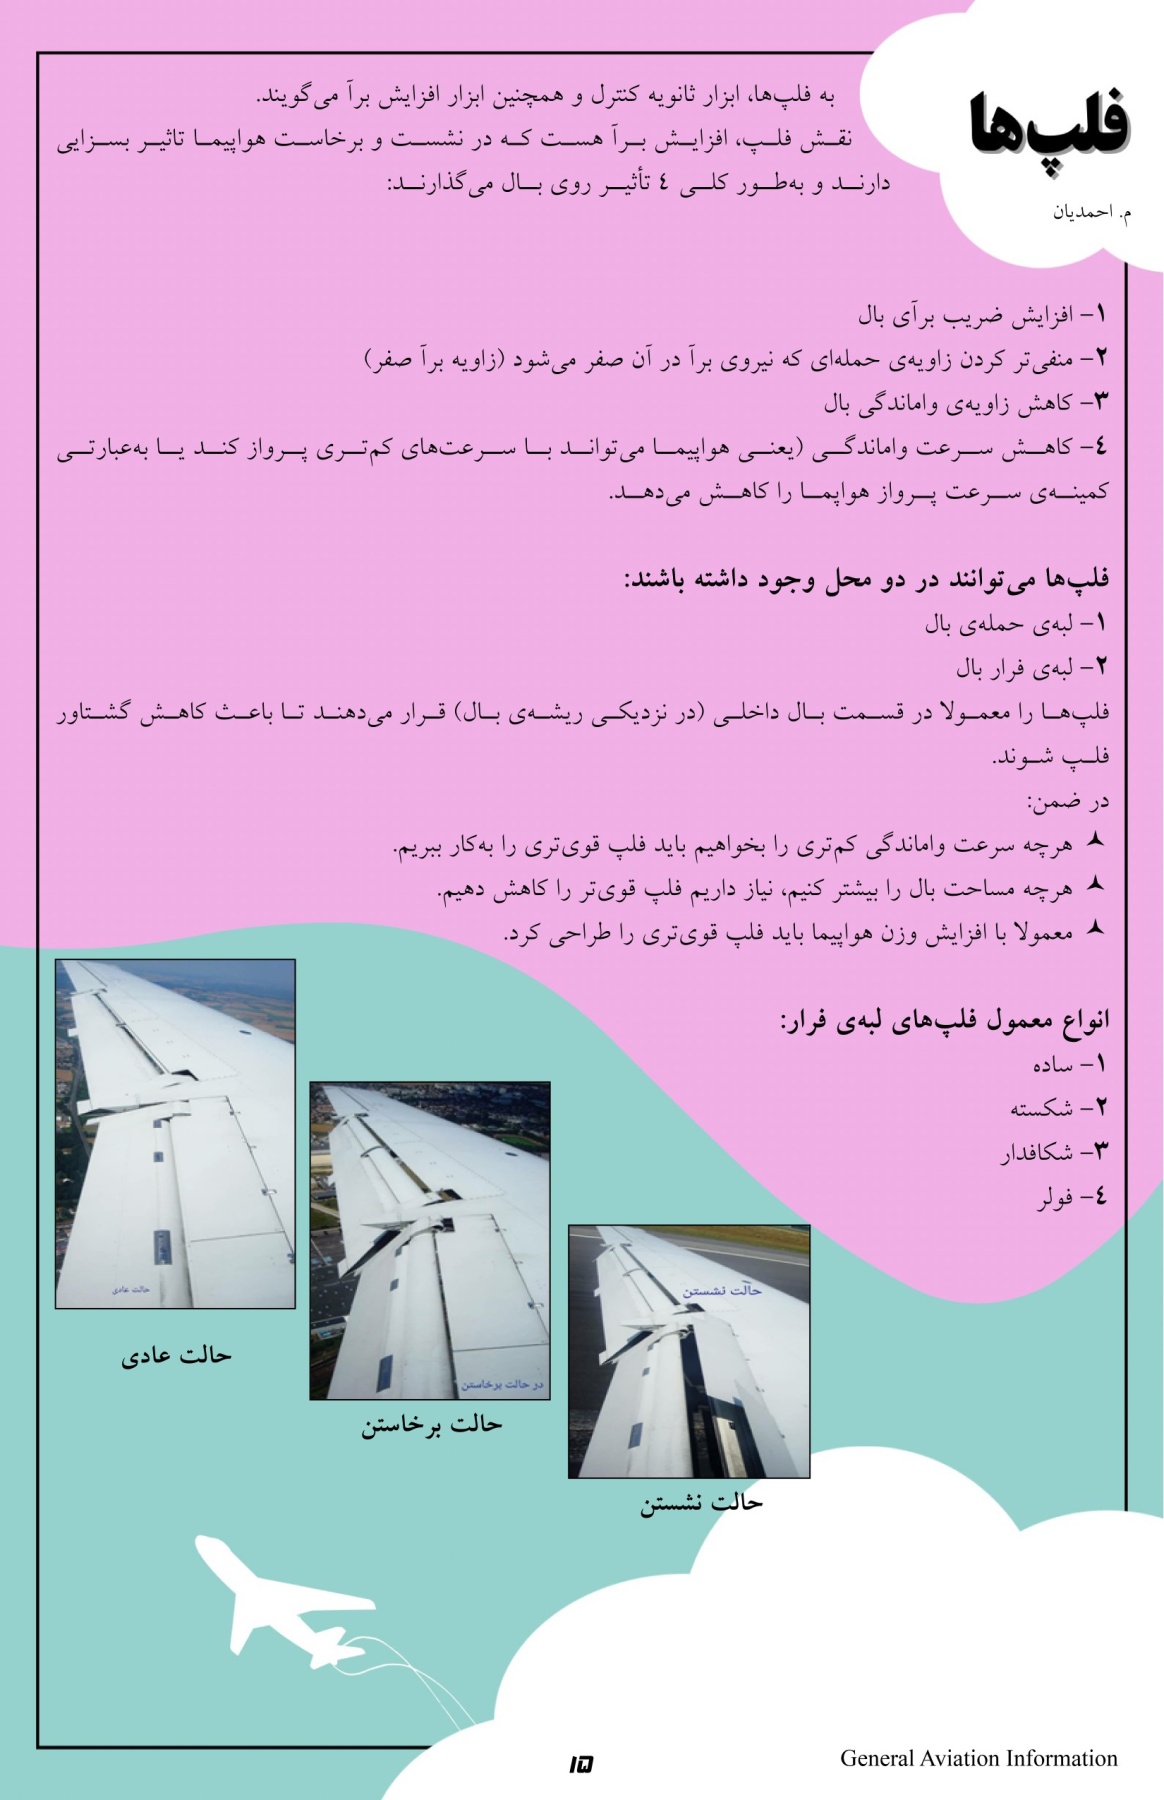 فلپ‌ها
م. احمدیان
به فلپ‌ها، ابزار ثانویه کنترل و همچنین ابزار افزایش برآ می‌گویند.
نقش فلپ، افزایش برآ هست که در نشست و برخاست هواپیما تاثیر بسزایی
دارند و به‌طور کلی ٤ تأثیر روی بال می‌گذارند:
۱- افزایش ضریب برآی بال
۲- منفی‌تر کردن زاویه‌ی حمله‌ای که نیروی برآ در آن صفر می‌شود (زاویه برآ صفر)
۳- کاهش زاویه‌ی واماندگی بال
٤- کاهش سرعت واماندگی (یعنی هواپیما می‌تواند با سرعت‌های کم‌تری پرواز کند یا به‌عبارتی
کمینه‌ی سرعت پرواز هواپما را کاهش می‌دهد.
فلپ‌ها می‌توانند در دو محل وجود داشته باشند:
۱- لبه‌ی حمله‌ی بال
۲- لبه‌ی فرار بال
فلپ‌ها را معمولا در قسمت بال داخلی (در نزدیکی ریشه‌ی بال) قرار می‌دهند تا باعث کاهش گشتاور
فلپ شوند.
در ضمن:
هرچه سرعت واماندگی کم‌تری را بخواهیم باید فلپ قوی‌تری را به‌کار ببریم.
هرچه مساحت بال را بیشتر کنیم، نیاز داریم فلپ قوی‌تر را کاهش دهیم.
معمولا با افزایش وزن هواپیما باید فلپ قوی‌تری را طراحی کرد.
انواع معمول فلپ‌های لبه‌ی فرار:
۱- ساده
۲- شکسته
۳- شکافدار
٤- فولر
حالت عادی
حالت عادی
در حالت برخاستن
حالت برخاستن
حالت نشستن
حالت نشستن
۱۵
General Aviation Information